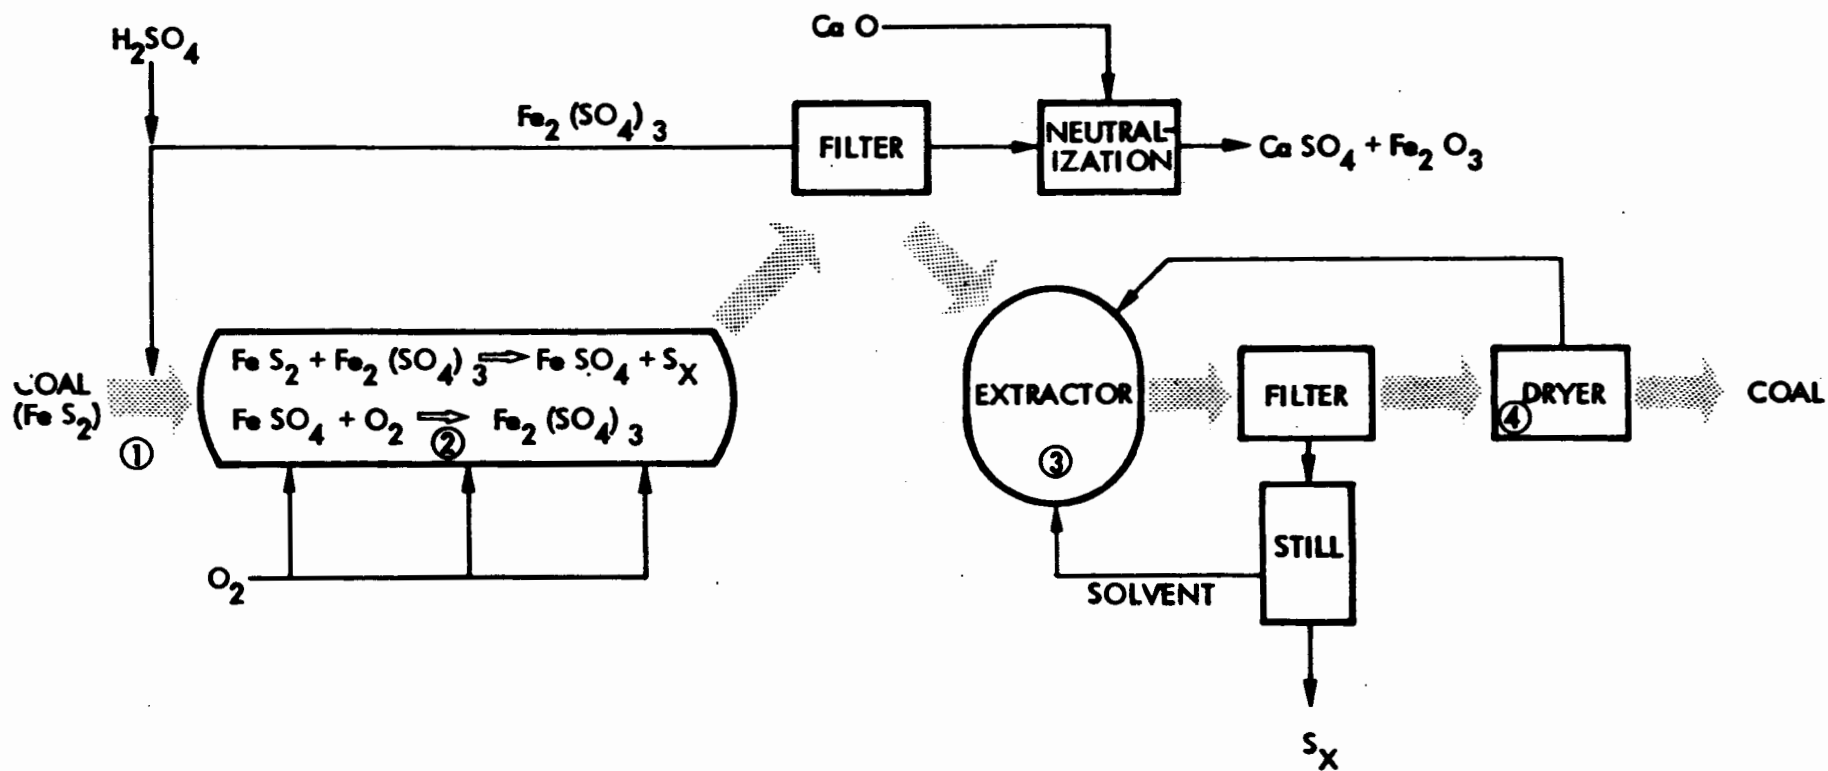 H₂SO₄
Ca O
Fe₂ (SO₄)₃
FILTER
NEUTRAL-
IZATION
Ca SO₄ + Fe₂ O₃
COAL
(Fe S₂)
①
Fe S₂ + Fe₂ (SO₄)₃ ⇒ Fe SO₄ + Sₓ
Fe SO₄ + O₂ ⇒ Fe₂ (SO₄)₃
②
O₂
EXTRACTOR
③
FILTER
DRYER
④
COAL
STILL
SOLVENT
Sₓ